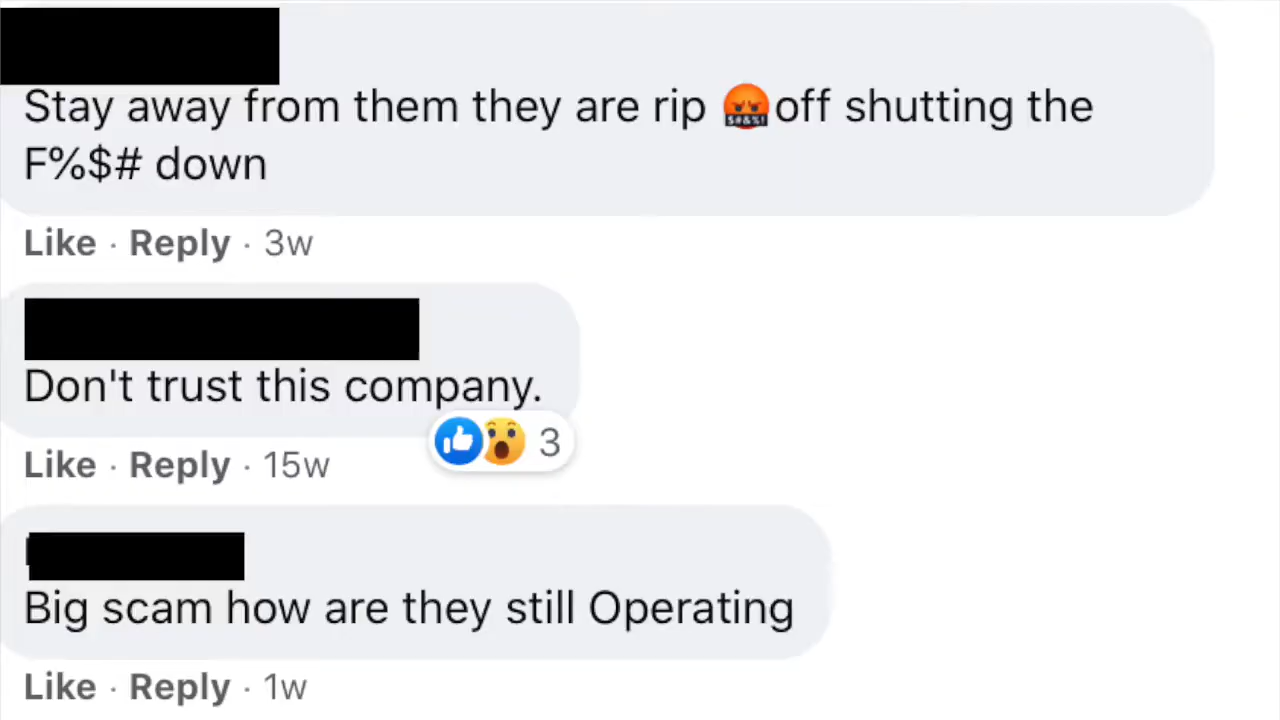 Stay away from them they are rip 🤬off shutting the
F%$# down
Like · Reply · 3w
Don't trust this company.
3
Like · Reply · 15w
Big scam how are they still Operating
Like · Reply · 1w